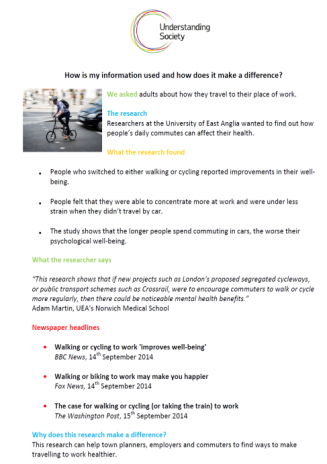 Understanding
Society
How is my information used and how does it make a difference?
We asked adults about how they travel to their place of work.
The research
Researchers at the University of East Anglia wanted to find out how
people's daily commutes can affect their health.
What the research found
• People who switched to either walking or cycling reported improvements in their well-
being.
• People felt that they were able to concentrate more at work and were under less
strain when they didn't travel by car.
• The study shows that the longer people spend commuting in cars, the worse their
psychological well-being.
What the researcher says
"This research shows that if new projects such as London's proposed segregated cycleways,
or public transport schemes such as Crossrail, were to encourage commuters to walk or cycle
more regularly, then there could be noticeable mental health benefits."
Adam Martin, UEA's Norwich Medical School
Newspaper headlines
• Walking or cycling to work 'improves well-being'
BBC News, 14th September 2014
• Walking or biking to work may make you happier
Fox News, 14th September 2014
• The case for walking or cycling (or taking the train) to work
The Washington Post, 15th September 2014
Why does this research make a difference?
This research can help town planners, employers and commuters to find ways to make
travelling to work healthier.